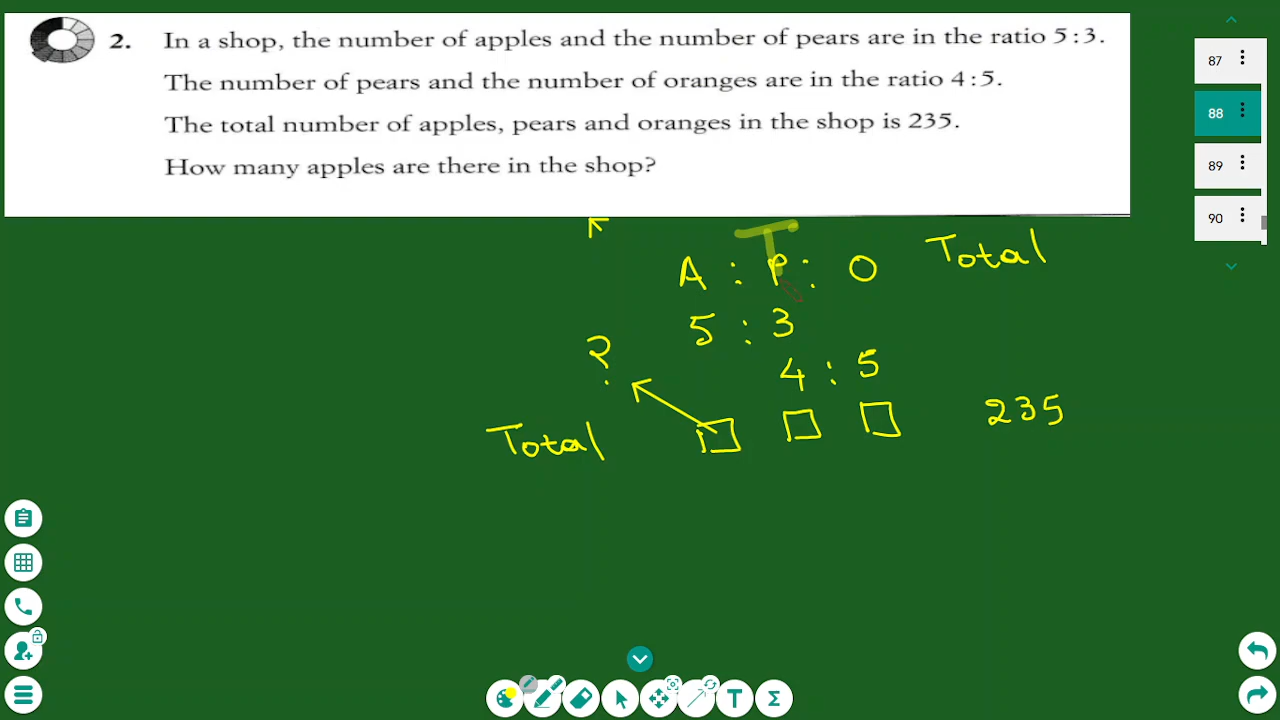 2. In a shop, the number of apples and the number of pears are in the ratio 5:3.
The number of pears and the number of oranges are in the ratio 4:5.
The total number of apples, pears and oranges in the shop is 235.
How many apples are there in the shop?
87
88
89
90
A : P : O Total
5 : 3
?
4 : 5
Total 235
T Σ